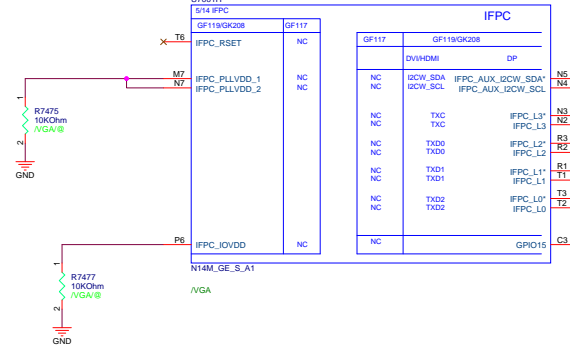 5/14 IFPC
IFPC
GF119/GK208 GF117
GF117 GF119/GK208
DVI/HDMI DP
T6 IFPC_RSET NC
M7 IFPC_PLLVDD_1 NC
N7 IFPC_PLLVDD_2 NC
NC I2CW_SDA IFPC_AUX_I2CW_SDA* N5
NC I2CW_SCL IFPC_AUX_I2CW_SCL N4
NC TXC IFPC_L3* N3
NC TXC IFPC_L3 N2
NC TXD0 IFPC_L2* R3
NC TXD0 IFPC_L2 R2
NC TXD1 IFPC_L1* R1
NC TXD1 IFPC_L1 T1
NC TXD2 IFPC_L0* T3
NC TXD2 IFPC_L0 T2
P6 IFPC_IOVDD NC
NC GPIO15 C3
N14M_GE_S_A1
/VGA
1
R7475
10KOhm
/VGA/@
2
GND
1
R7477
10KOhm
/VGA/@
2
GND